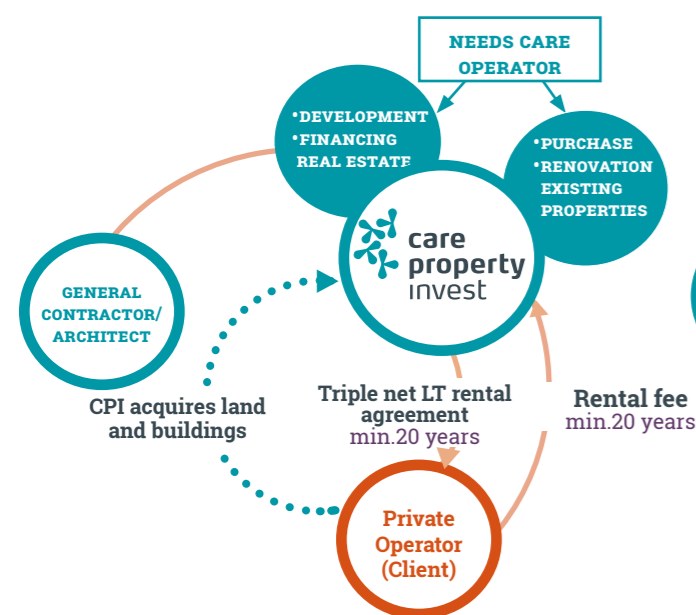 NEEDS CARE
OPERATOR
•DEVELOPMENT
•FINANCING
REAL ESTATE
•PURCHASE
•RENOVATION
EXISTING
PROPERTIES
care
property
invest
GENERAL
CONTRACTOR/
ARCHITECT
CPI acquires land
and buildings
Triple net LT rental
agreement
min.20 years
Rental fee
min.20 years
Private
Operator
(Client)